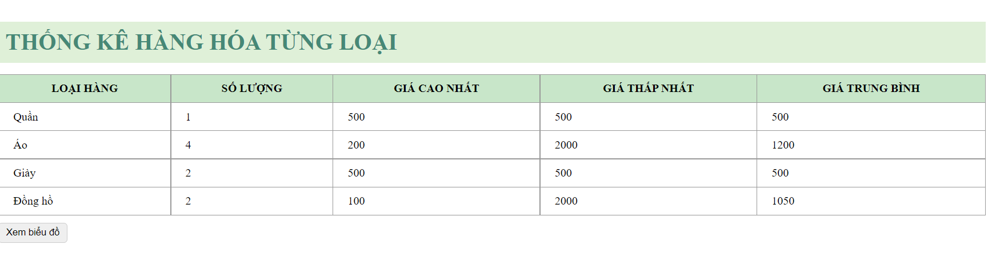 THỐNG KÊ HÀNG HÓA TỪNG LOẠI
LOẠI HÀNG SỐ LƯỢNG GIÁ CAO NHẤT GIÁ THẤP NHẤT GIÁ TRUNG BÌNH
Quần 1 500 500 500
Áo 4 200 2000 1200
Giày 2 500 500 500
Đồng hồ 2 100 2000 1050
Xem biểu đồ